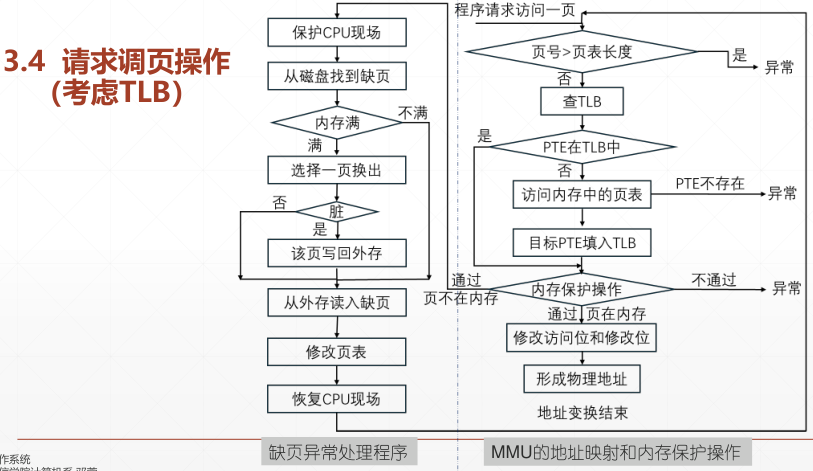 3.4 请求调页操作
（考虑TLB）
保护CPU现场
从磁盘找到缺页
内存满
不满
满
选择一页换出
否
脏
是
该页写回外存
从外存读入缺页
修改页表
恢复CPU现场
缺页异常处理程序
程序请求访问一页
页号>页表长度
是
异常
否
查TLB
是
PTE在TLB中
否
访问内存中的页表
PTE不存在
异常
目标PTE填入TLB
通过
页不在内存
内存保护操作
不通过
异常
通过 页在内存
修改访问位和修改位
形成物理地址
地址变换结束
MMU的地址映射和内存保护操作
作系统